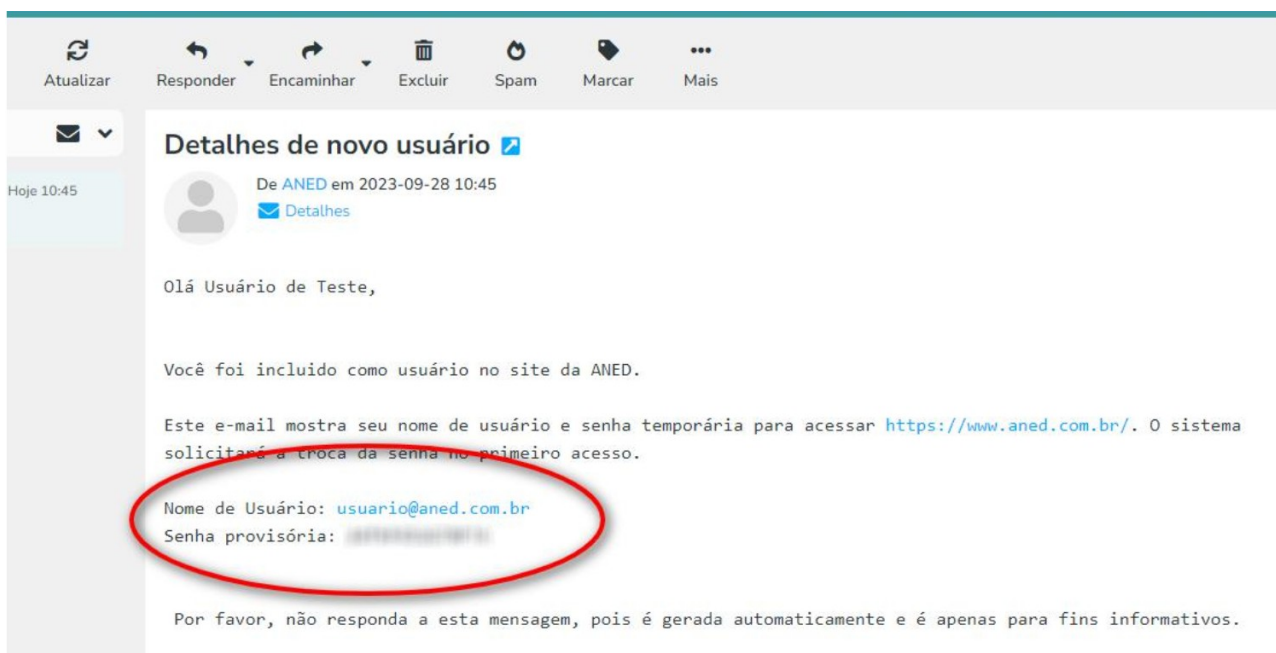 Atualizar
Responder Encaminhar Excluir Spam Marcar Mais
Detalhes de novo usuário
Hoje 10:45
De ANED em 2023-09-28 10:45
Detalhes
Olá Usuário de Teste,
Você foi incluido como usuário no site da ANED.
Este e-mail mostra seu nome de usuário e senha temporária para acessar https://www.aned.com.br/. O sistema
solicitará a troca da senha no primeiro acesso.
Nome de Usuário: usuario@aned.com.br
Senha provisória:
Por favor, não responda a esta mensagem, pois é gerada automaticamente e é apenas para fins informativos.